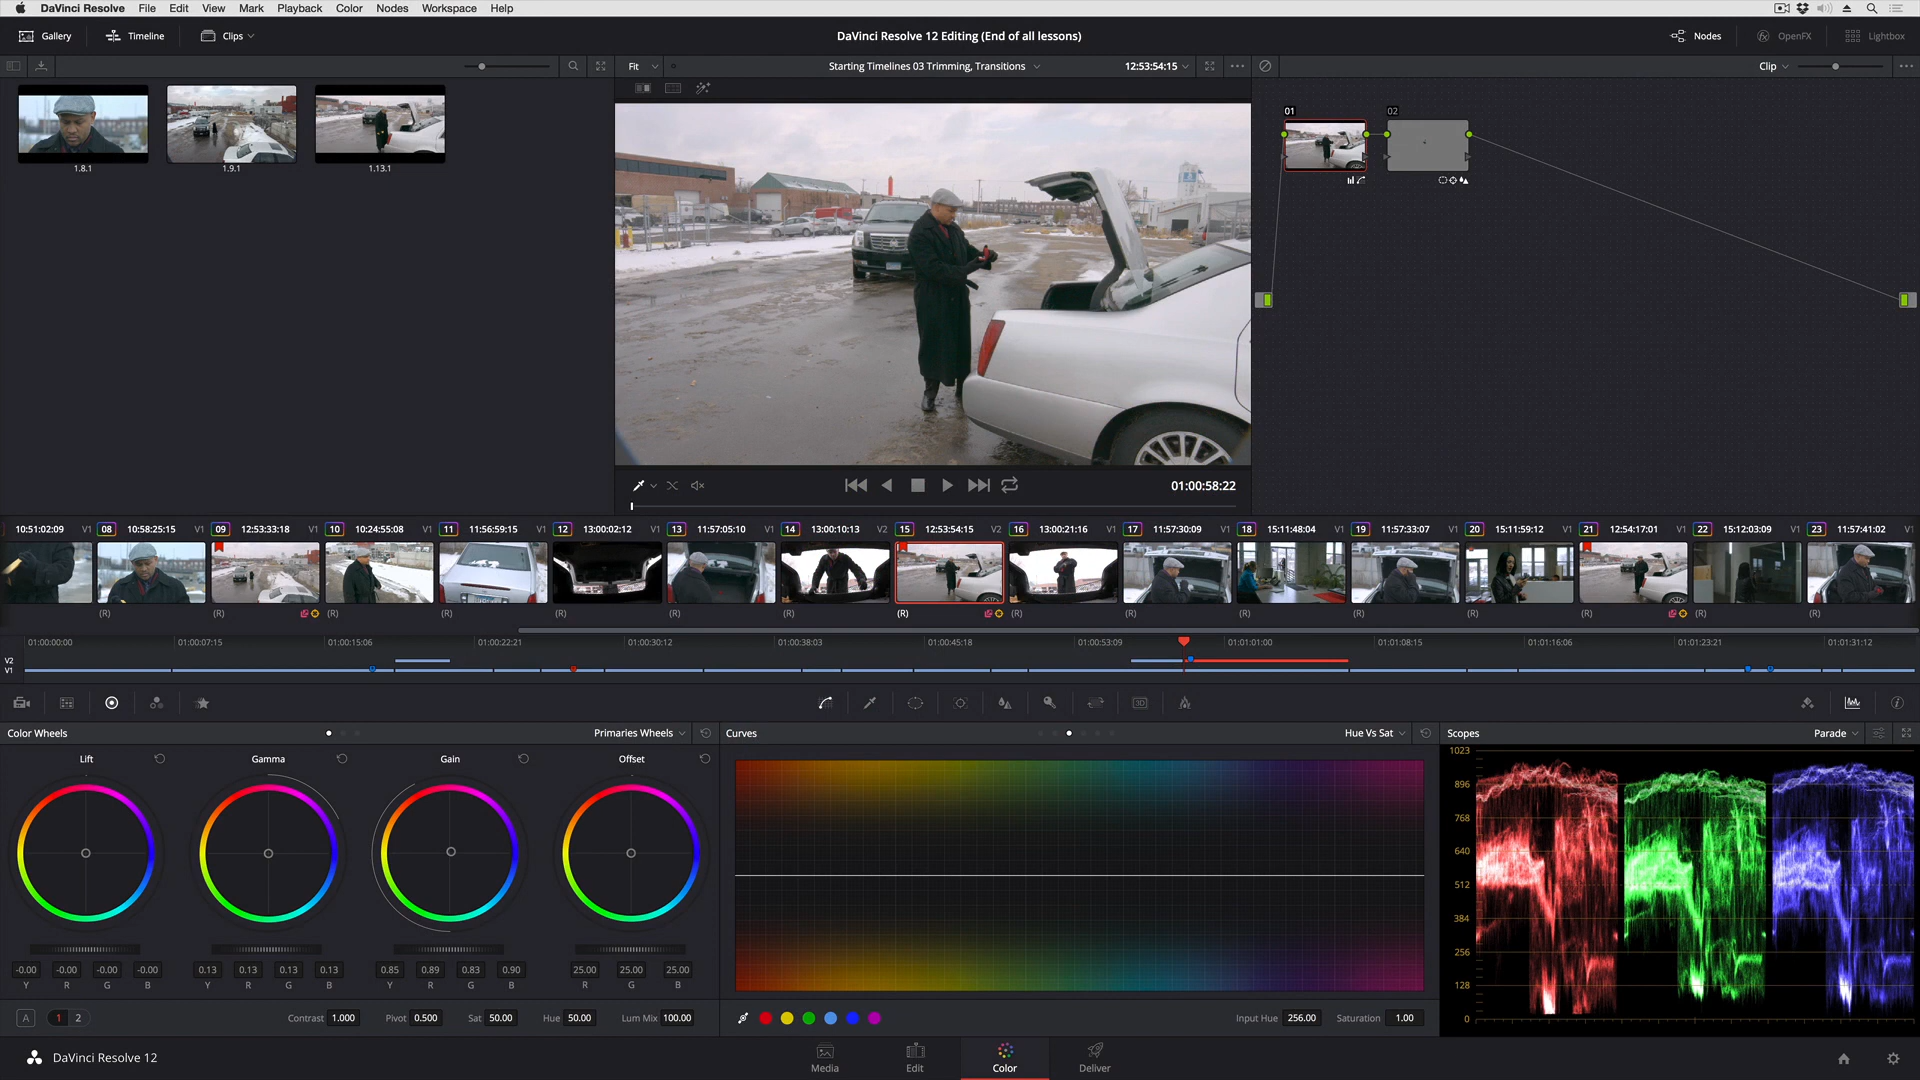 DaVinci Resolve File Edit View Mark Playback Color Nodes Workspace Help
Gallery Timeline Clips DaVinci Resolve 12 Editing (End of all lessons) Nodes OpenFX Lightbox
Fit Starting Timelines 03 Trimming, Transitions 12:53:54:15 Clip
1.8.1 1.9.1 1.13.1
01 02
01:00:58:22
10:51:02:09 V1 08 10:58:25:15 V1 09 12:53:33:18 V1 10 10:24:55:08 V1 11 11:56:59:15 V1 12 13:00:02:12 V1 13 11:57:05:10 V1 14 13:00:10:13 V2 15 12:53:54:15 V2 16 13:00:21:16 V1 17 11:57:30:09 V1 18 15:11:48:04 V1 19 11:57:33:07 V1 20 15:11:59:12 V1 21 12:54:17:01 V1 22 15:12:03:09 V1 23 11:57:41:02 V1
(R) (R) (R) (R) (R) (R) (R) (R) (R) (R) (R) (R) (R) (R) (R) (R)
01:00:00:00 01:00:07:15 01:00:15:06 01:00:22:21 01:00:30:12 01:00:38:03 01:00:45:18 01:00:53:09 01:01:01:00 01:01:08:15 01:01:16:06 01:01:23:21 01:01:31:12
V2
V1
3D
Color Wheels Primaries Wheels Curves Hue Vs Sat Scopes Parade
Lift Gamma Gain Offset
1023
896
768
640
512
384
256
128
0
-0.00 -0.00 -0.00 -0.00 0.13 0.13 0.13 0.13 0.85 0.89 0.83 0.90 25.00 25.00 25.00
Y R G B Y R G B Y R G B R G B
A 1 2 Contrast 1.000 Pivot 0.500 Sat 50.00 Hue 50.00 Lum Mix 100.00 Input Hue 256.00 Saturation 1.00
DaVinci Resolve 12 Media Edit Color Deliver